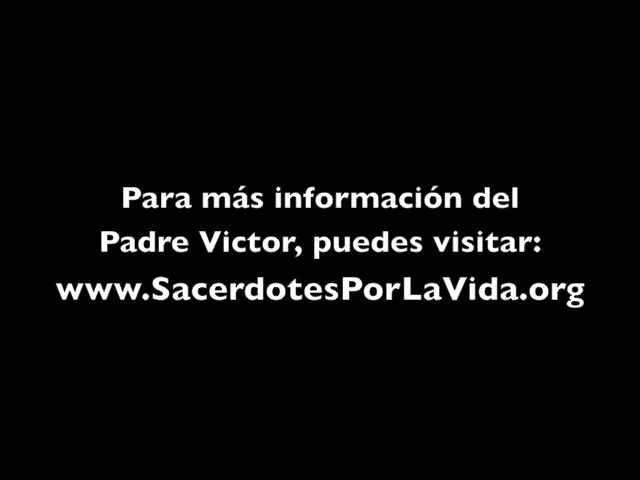 Para más información del
Padre Victor, puedes visitar:
www.SacerdotesPorLaVida.org